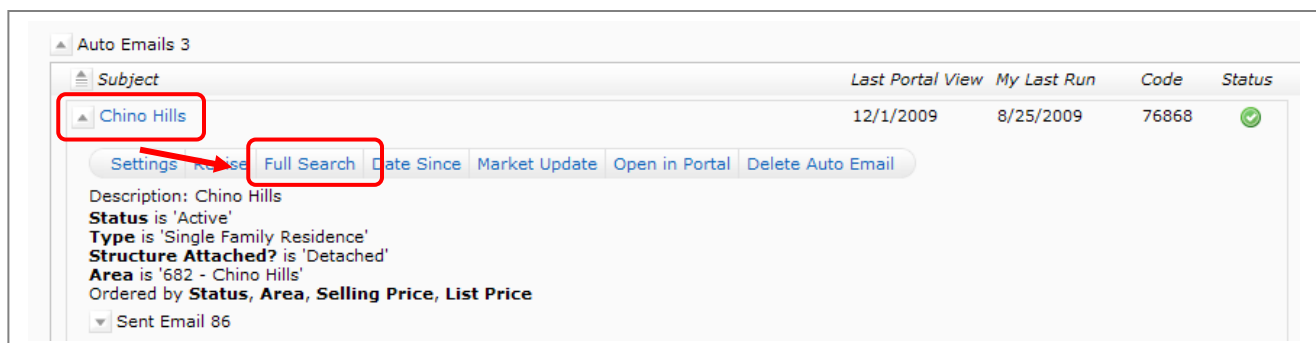 Auto Emails 3
Subject Last Portal View My Last Run Code Status
Chino Hills 12/1/2009 8/25/2009 76868
Settings Full Search Date Since Market Update Open in Portal Delete Auto Email
Description: Chino Hills
Status is 'Active'
Type is 'Single Family Residence'
Structure Attached? is 'Detached'
Area is '682 - Chino Hills'
Ordered by Status, Area, Selling Price, List Price
Sent Email 86